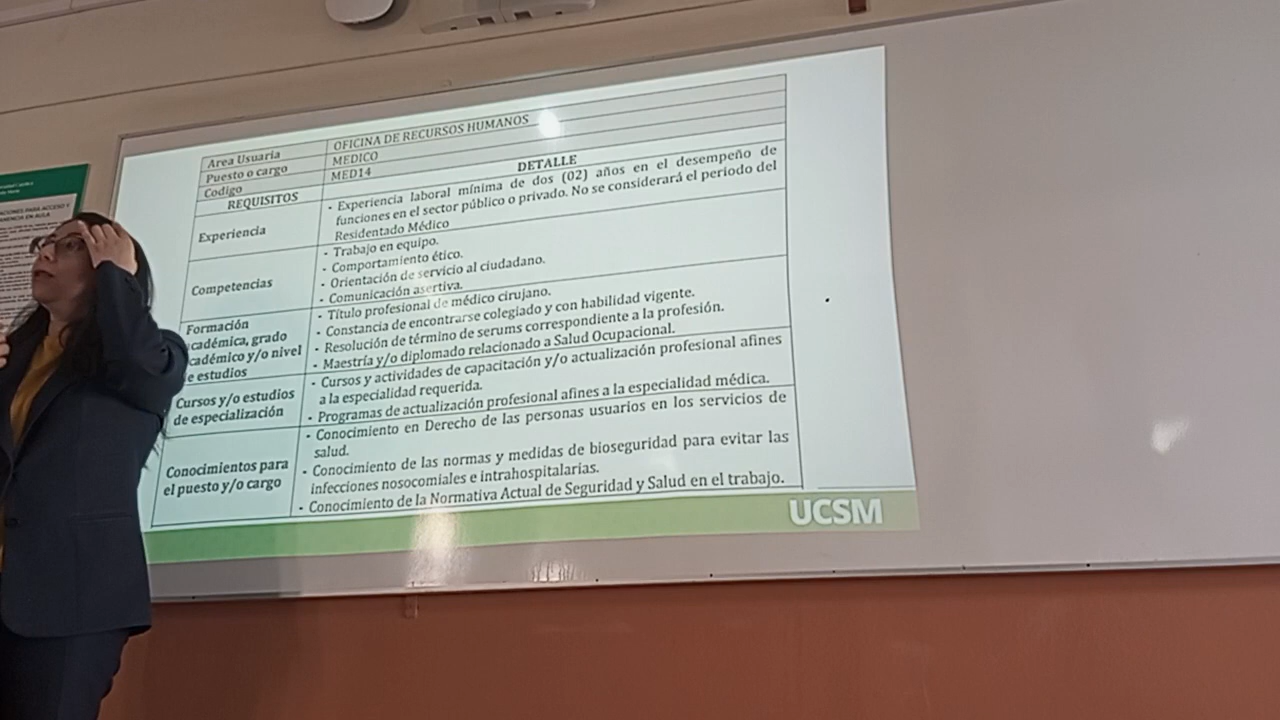 Area Usuaria
OFICINA DE RECURSOS HUMANOS
Puesto o cargo
MEDICO
Codigo
MED14
REQUISITOS
DETALLE
Experiencia
- Experiencia laboral mínima de dos (02) años en el desempeño de
funciones en el sector público o privado. No se considerará el periodo del
Residentado Médico
Competencias
- Trabajo en equipo.
- Comportamiento ético.
- Orientación de servicio al ciudadano.
- Comunicación asertiva.
Formación
académica, grado
académico y/o nivel
de estudios
- Título profesional de médico cirujano.
- Constancia de encontrarse colegiado y con habilidad vigente.
- Resolución de término de serums correspondiente a la profesión.
- Maestría y/o diplomado relacionado a Salud Ocupacional.
Cursos y/o estudios
de especialización
- Cursos y actividades de capacitación y/o actualización profesional afines
a la especialidad requerida.
- Programas de actualización profesional afines a la especialidad médica.
Conocimientos para
el puesto y/o cargo
- Conocimiento en Derecho de las personas usuarios en los servicios de
salud.
- Conocimiento de las normas y medidas de bioseguridad para evitar las
infecciones nosocomiales e intrahospitalarias.
- Conocimiento de la Normativa Actual de Seguridad y Salud en el trabajo.
UCSM